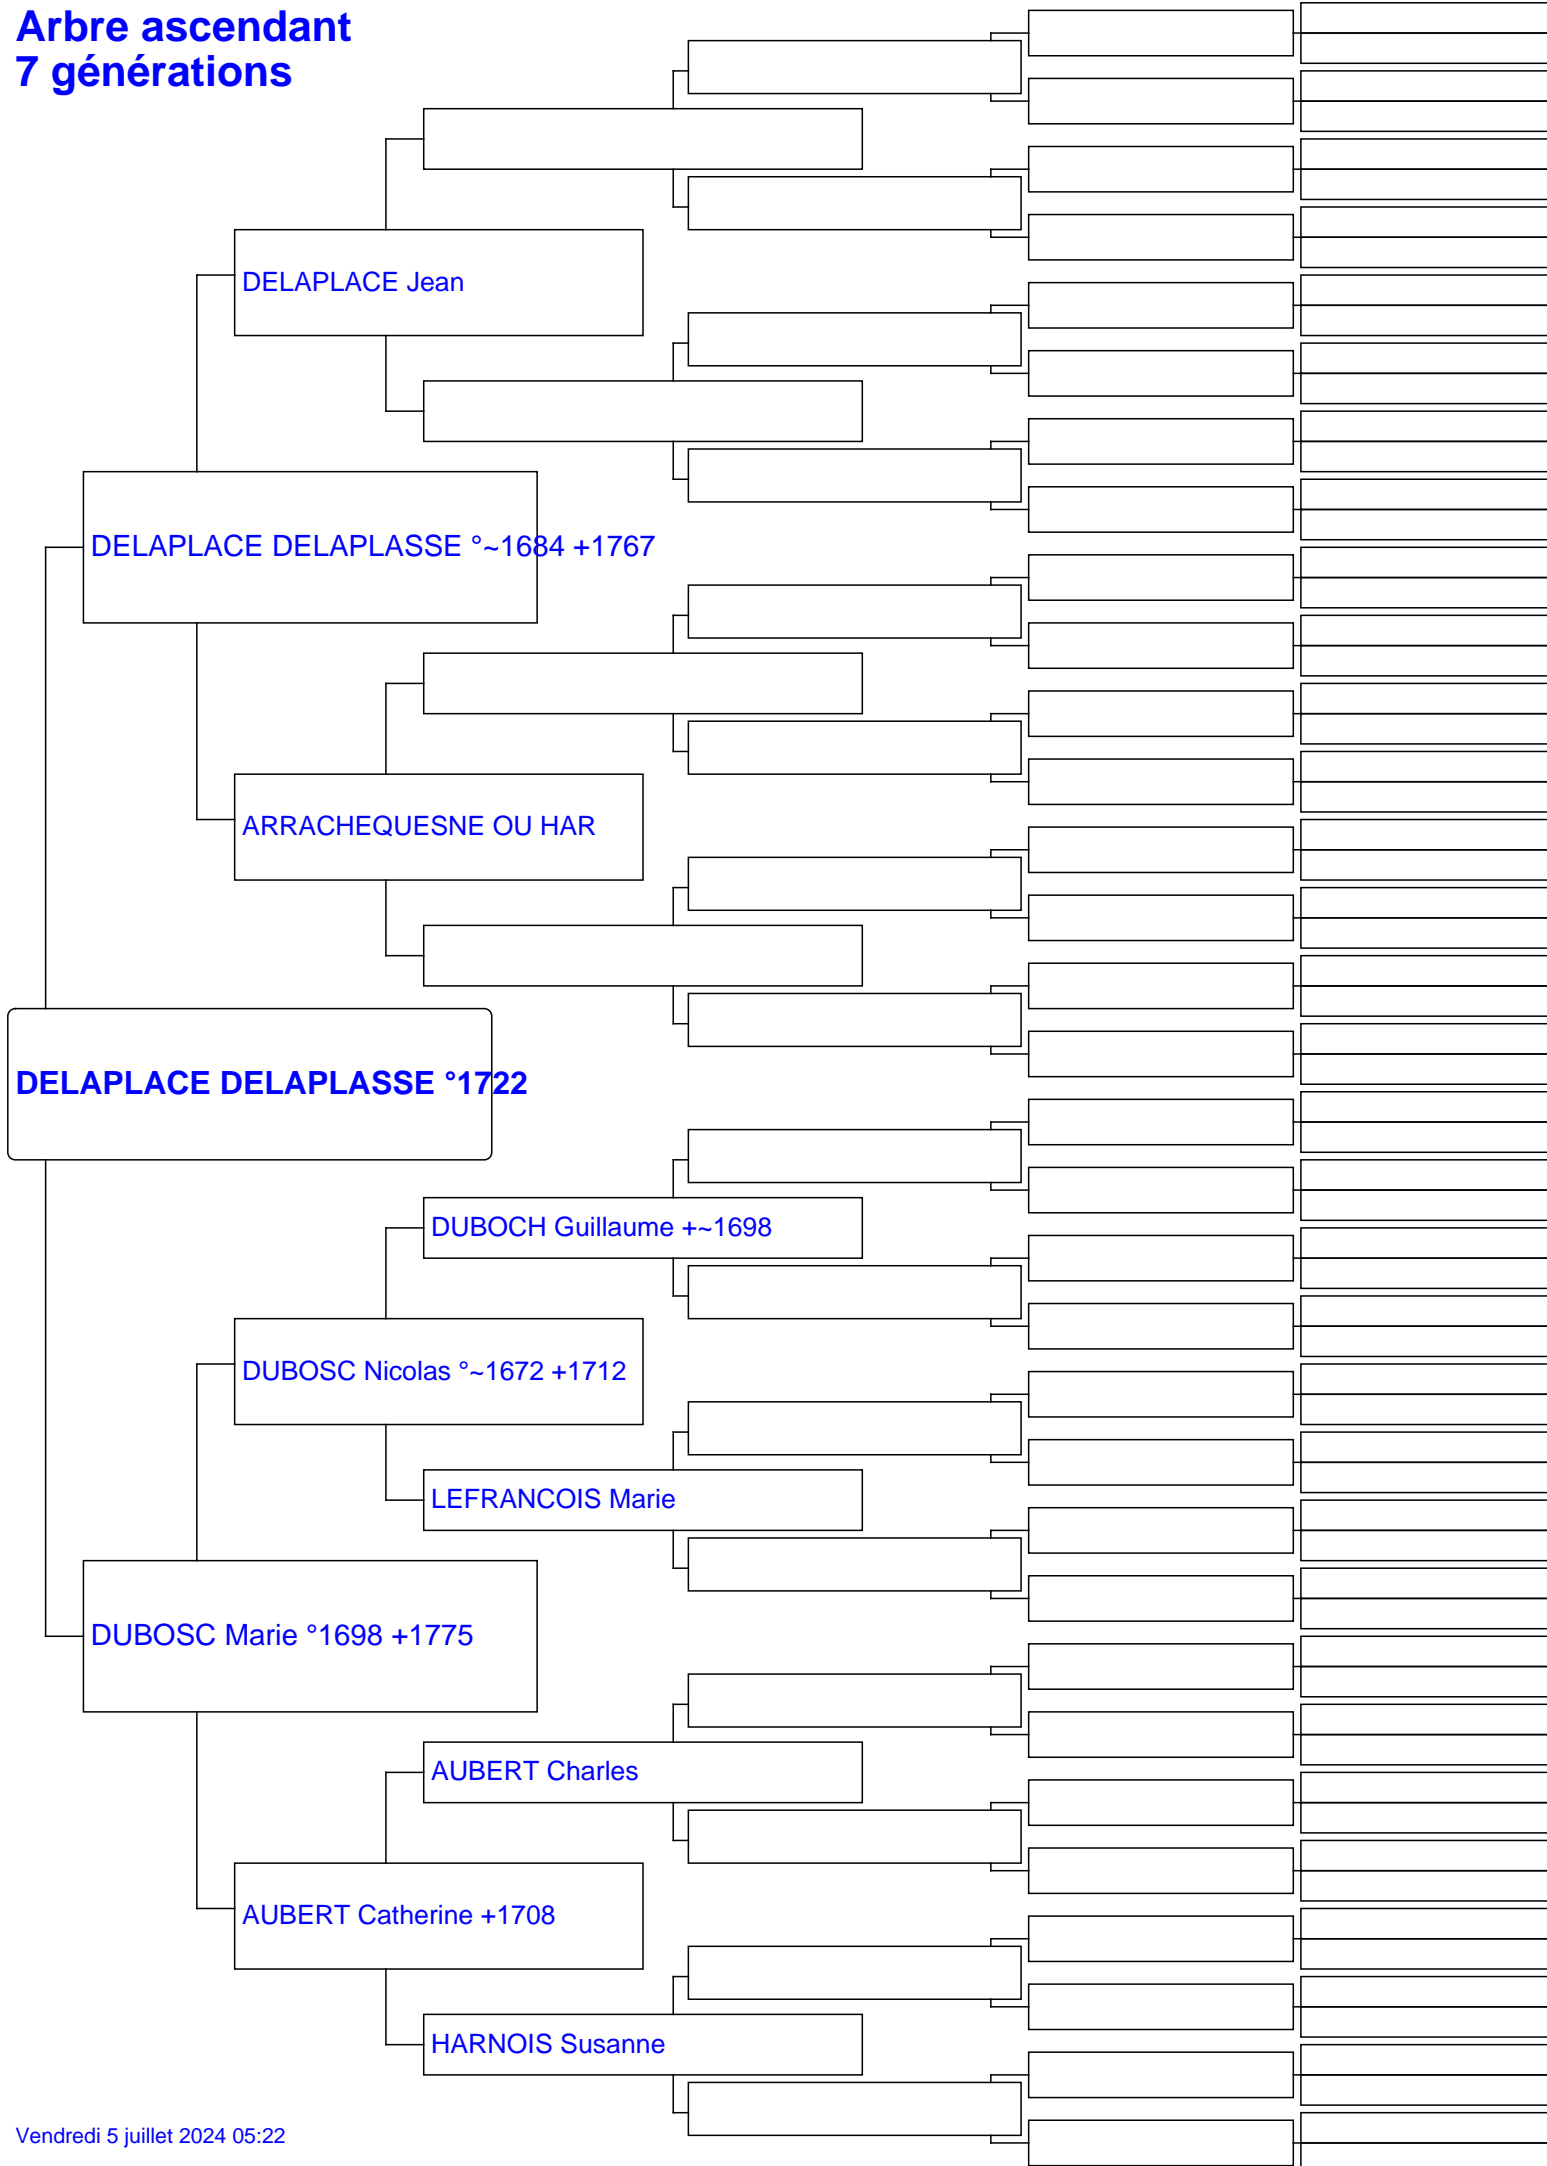 Arbre ascendant
7 générations
DELAPLACE Jean
DELAPLACE DELAPLASSE °~1684 +1767
ARRACHEQUESNE OU HAR
DELAPLACE DELAPLASSE °1722
DUBOCH Guillaume +~1698
DUBOSC Nicolas °~1672 +1712
LEFRANCOIS Marie
DUBOSC Marie °1698 +1775
AUBERT Charles
AUBERT Catherine +1708
HARNOIS Susanne
Vendredi 5 juillet 2024 05:22